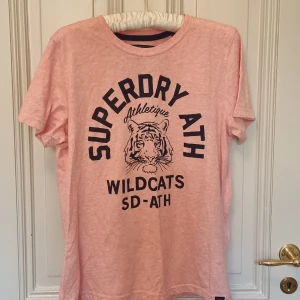 SUPERDRY ATH
Athletique
WILDCATS
SD-ATH